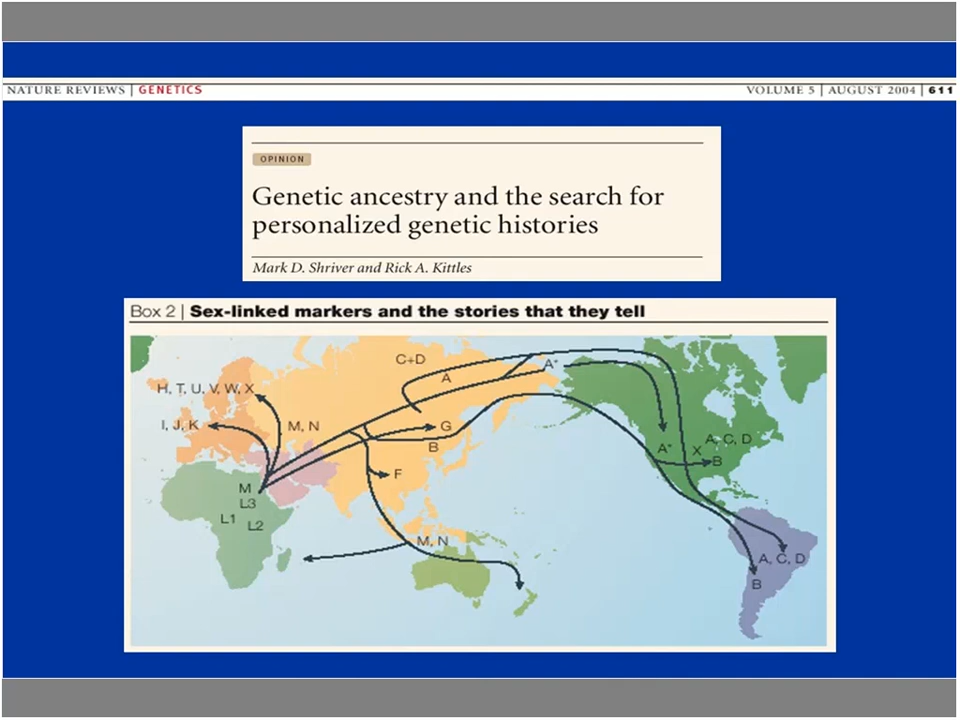 NATURE REVIEWS | GENETICS
VOLUME 5 | AUGUST 2004 | 611
OPINION
Genetic ancestry and the search for
personalized genetic histories
Mark D. Shriver and Rick A. Kittles
Box 2 | Sex-linked markers and the stories that they tell
C+D
A
A*
H, T, U, V, W, X
I, J, K
M, N
G
B
F
A*
X
A, C, D
B
M
L3
L1
L2
M, N
A, C, D
B